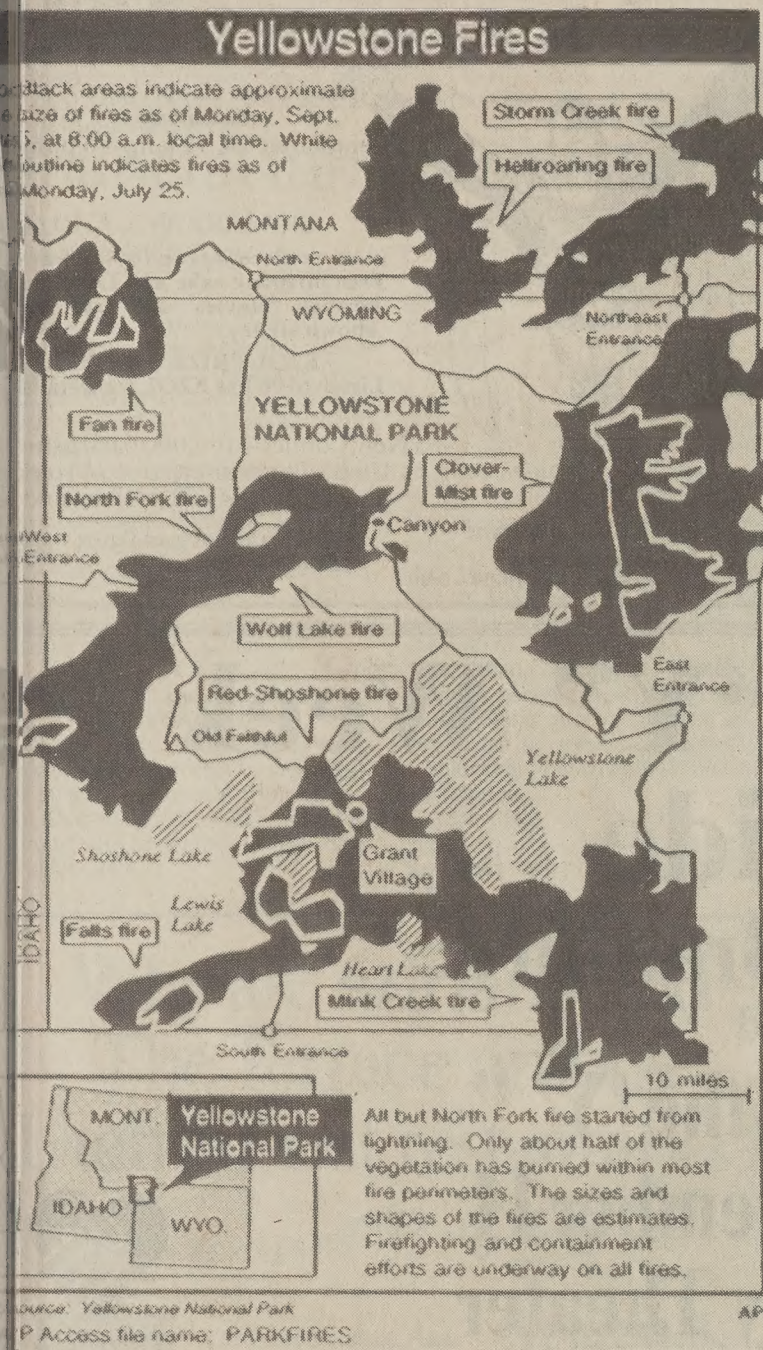 Yellowstone Fires
Black areas indicate approximate
size of fires as of Monday, Sept.
5, at 8:00 a.m. local time. White
outline indicates fires as of
Monday, July 25.
Storm Creek fire
Hellroaring fire
MONTANA
North Entrance
WYOMING
Northeast
Entrance
Fan fire
YELLOWSTONE
NATIONAL PARK
Clover-
Mist fire
North Fork fire
Canyon
West
Entrance
Wolf Lake fire
East
Entrance
Red-Shoshone fire
Old Faithful
Yellowstone
Lake
Shoshone Lake
Grant
Village
Lewis
Lake
IDAHO
Falls fire
Heart Lake
Mink Creek fire
South Entrance
10 miles
MONT.
Yellowstone
National Park
IDAHO
WYO.
All but North Fork fire started from
lightning. Only about half of the
vegetation has burned within most
fire perimeters. The sizes and
shapes of the fires are estimates.
Firefighting and containment
efforts are underway on all fires.
Source: Yellowstone National Park
AP
P Access file name: PARKFIRES